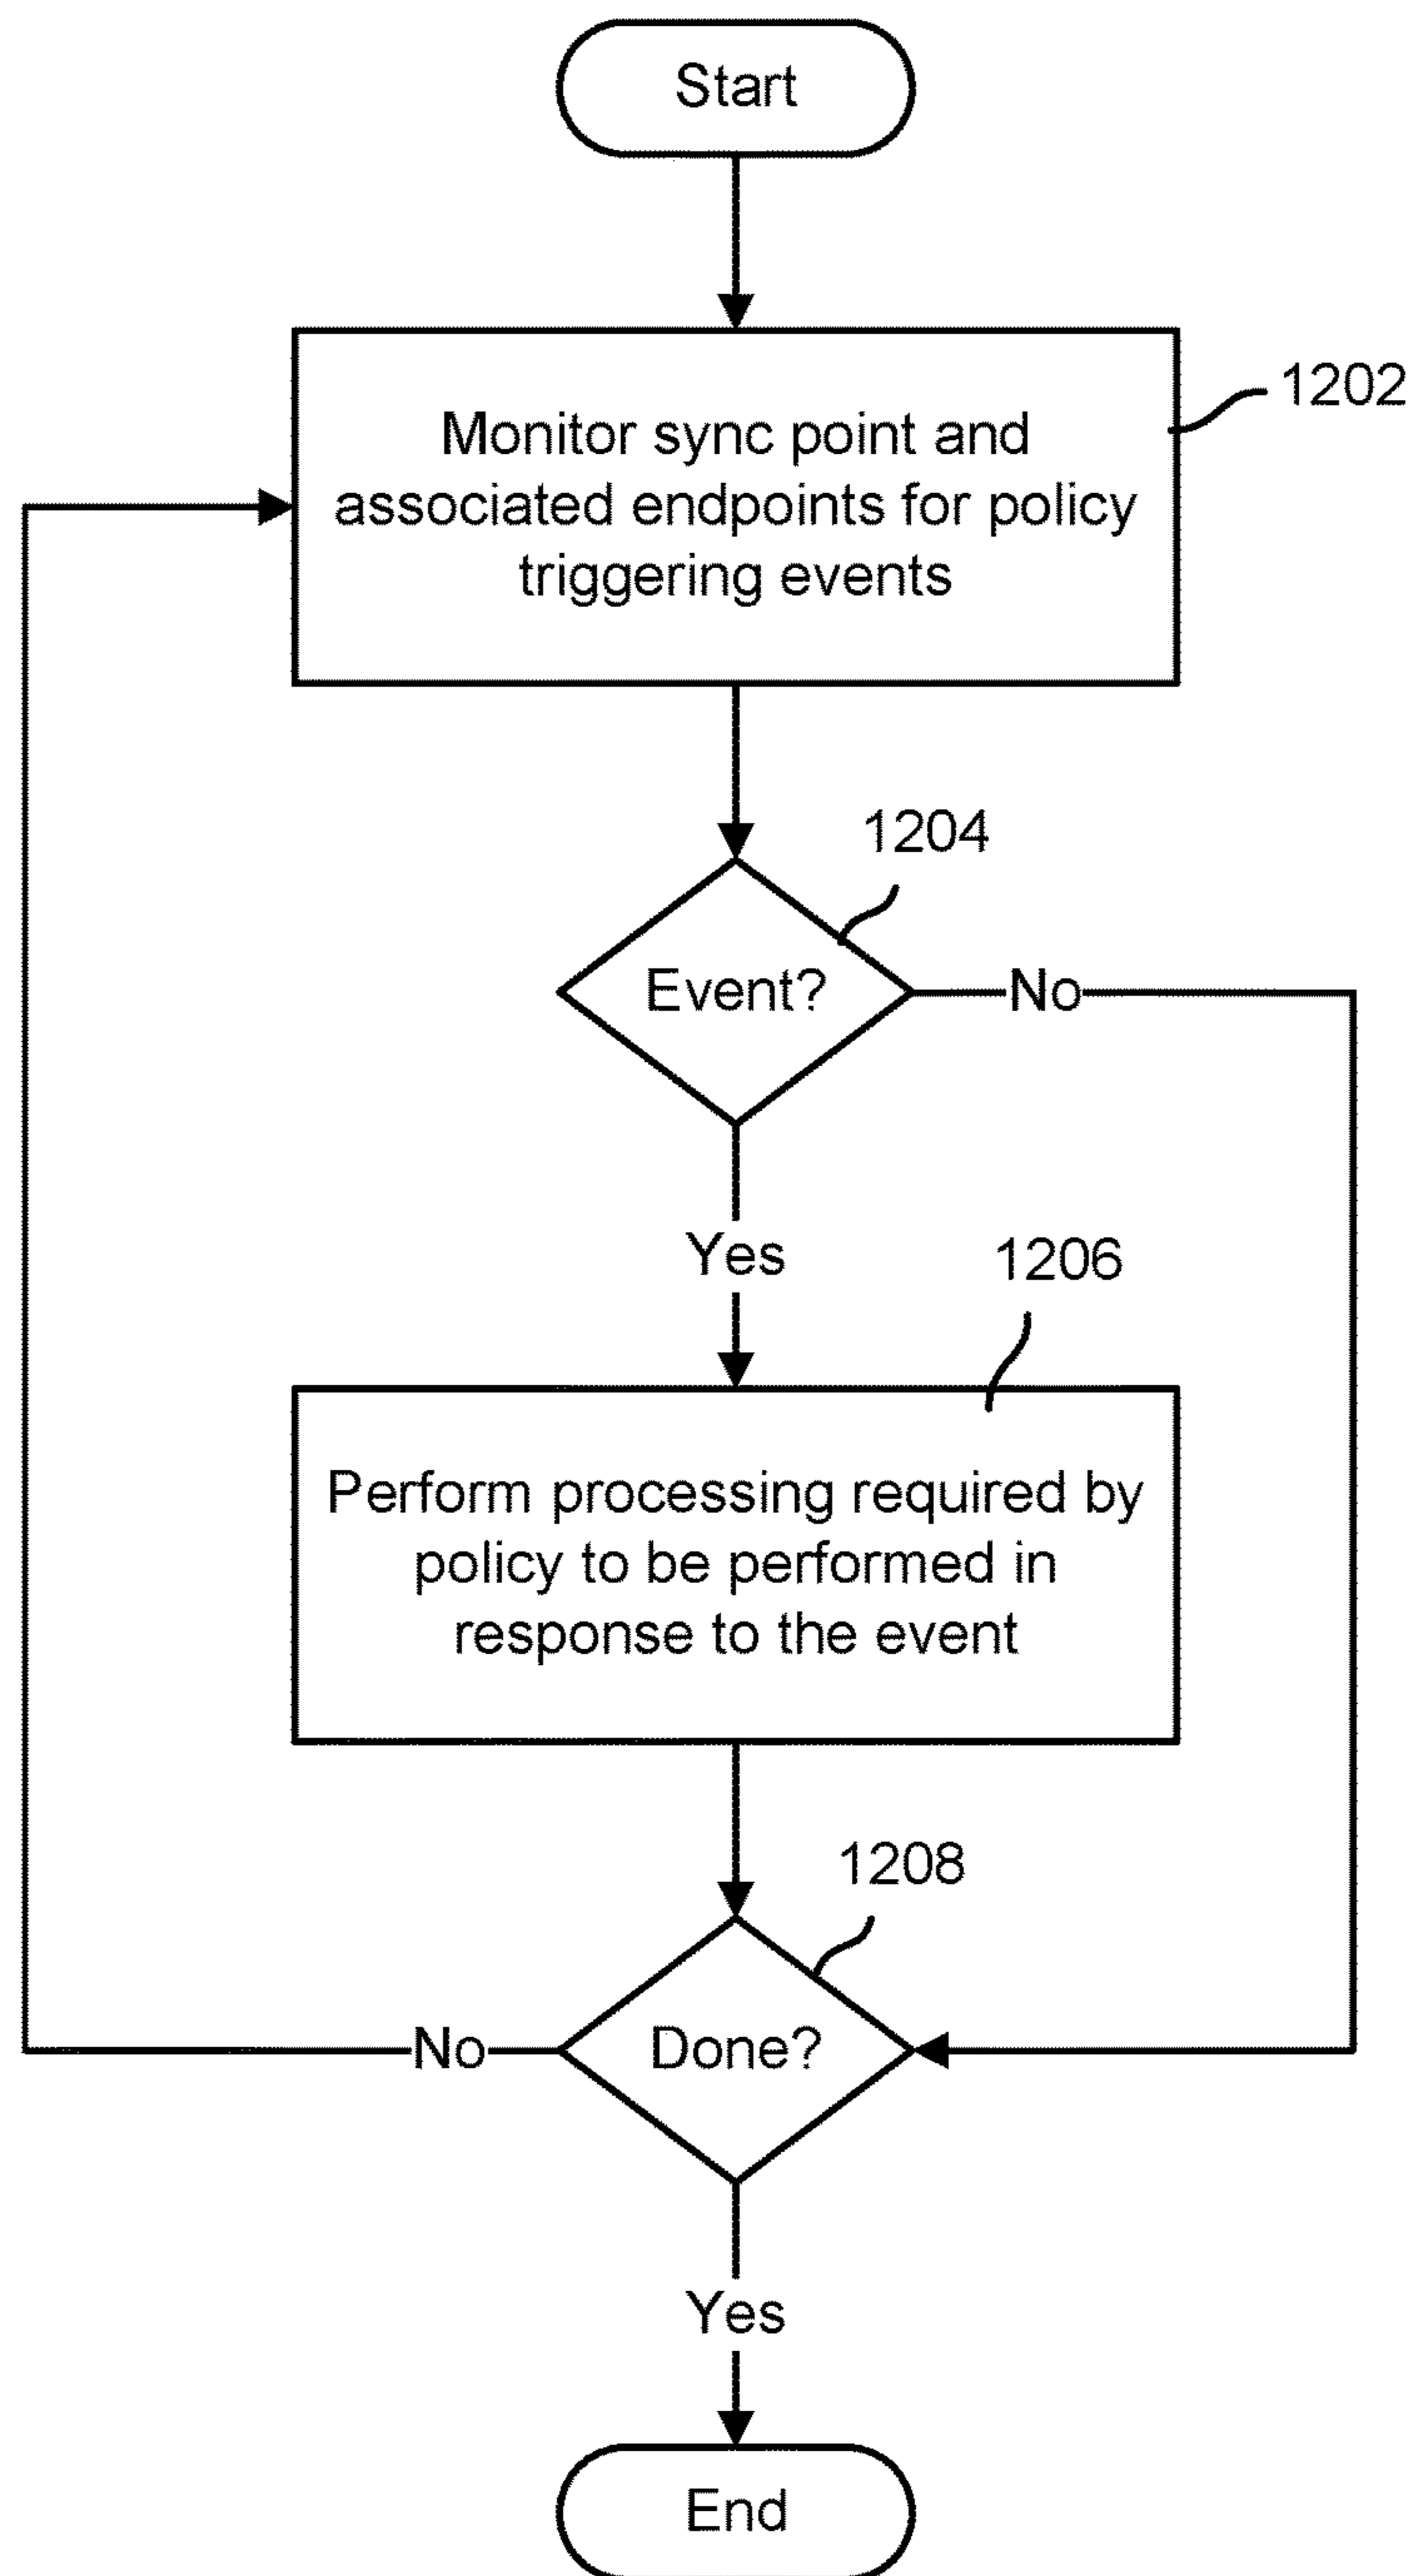 Start
Monitor sync point and
associated endpoints for policy
triggering events
1202
1204
Event?
No
Yes
1206
Perform processing required by
policy to be performed in
response to the event
1208
No
Done?
Yes
End